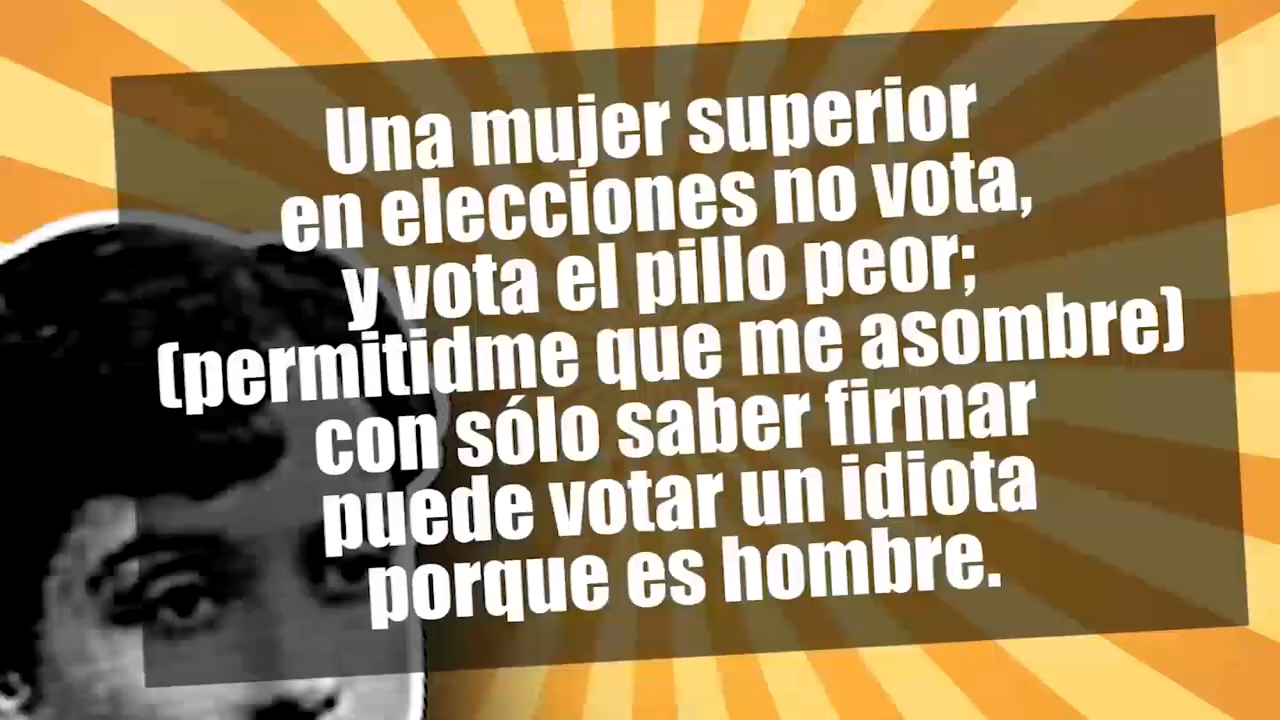 Una mujer superior
en elecciones no vota,
y vota el pillo peor;
(permitidme que me asombre)
con sólo saber firmar
puede votar un idiota
porque es hombre.